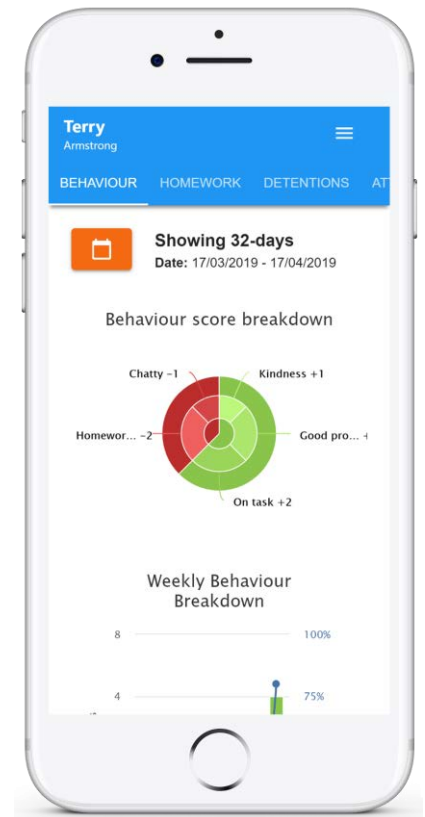 Terry
Armstrong
BEHAVIOUR HOMEWORK DETENTIONS AT
Showing 32-days
Date: 17/03/2019 - 17/04/2019
Behaviour score breakdown
Chatty -1 Kindness +1
Homewor... -2 Good pro... +
On task +2
Weekly Behaviour
Breakdown
8 100%
4 75%